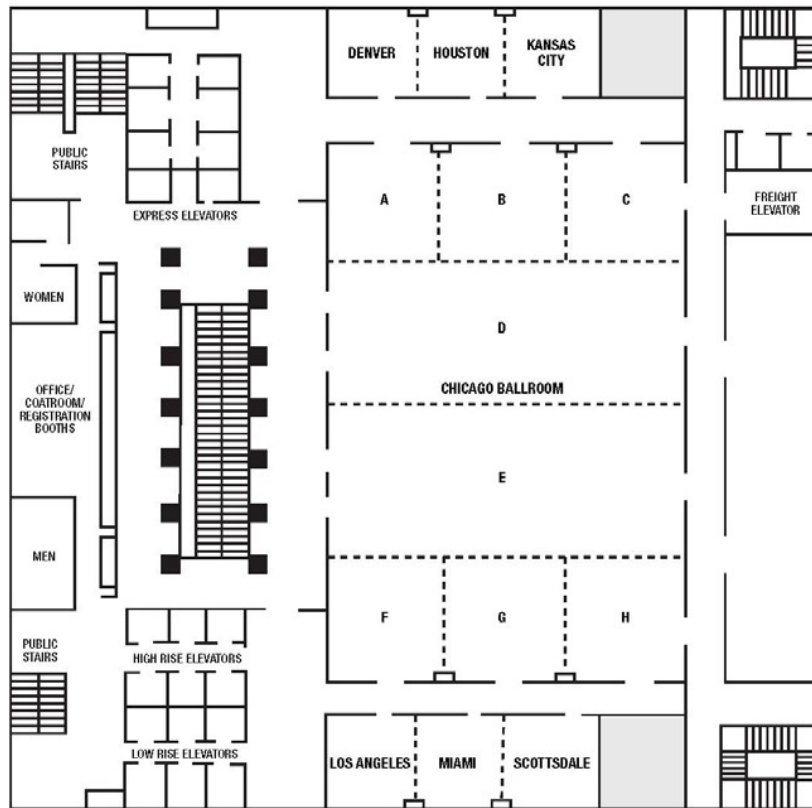 DENVER
HOUSTON
KANSAS
CITY
PUBLIC
STAIRS
EXPRESS ELEVATORS
A
B
C
FREIGHT
ELEVATOR
WOMEN
D
CHICAGO BALLROOM
OFFICE/
COATROOM/
REGISTRATION
BOOTHS
E
MEN
F
G
H
PUBLIC
STAIRS
HIGH RISE ELEVATORS
LOW RISE ELEVATORS
LOS ANGELES
MIAMI
SCOTTSDALE